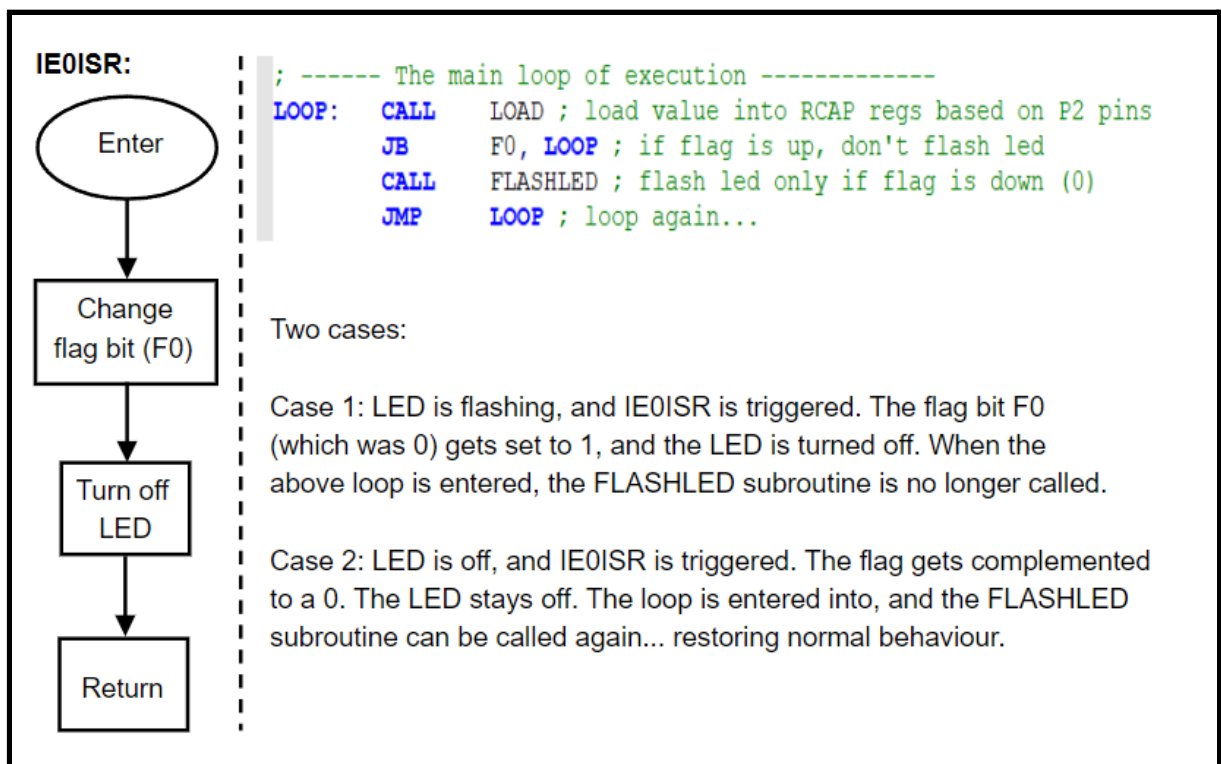 IE0ISR:
Enter
Change
flag bit (F0)
Turn off
LED
Return
; ------ The main loop of execution -------------
LOOP: CALL LOAD ; load value into RCAP regs based on P2 pins
JB F0, LOOP ; if flag is up, don't flash led
CALL FLASHLED ; flash led only if flag is down (0)
JMP LOOP ; loop again...
Two cases:
Case 1: LED is flashing, and IE0ISR is triggered. The flag bit F0
(which was 0) gets set to 1, and the LED is turned off. When the
above loop is entered, the FLASHLED subroutine is no longer called.
Case 2: LED is off, and IE0ISR is triggered. The flag gets complemented
to a 0. The LED stays off. The loop is entered into, and the FLASHLED
subroutine can be called again... restoring normal behaviour.